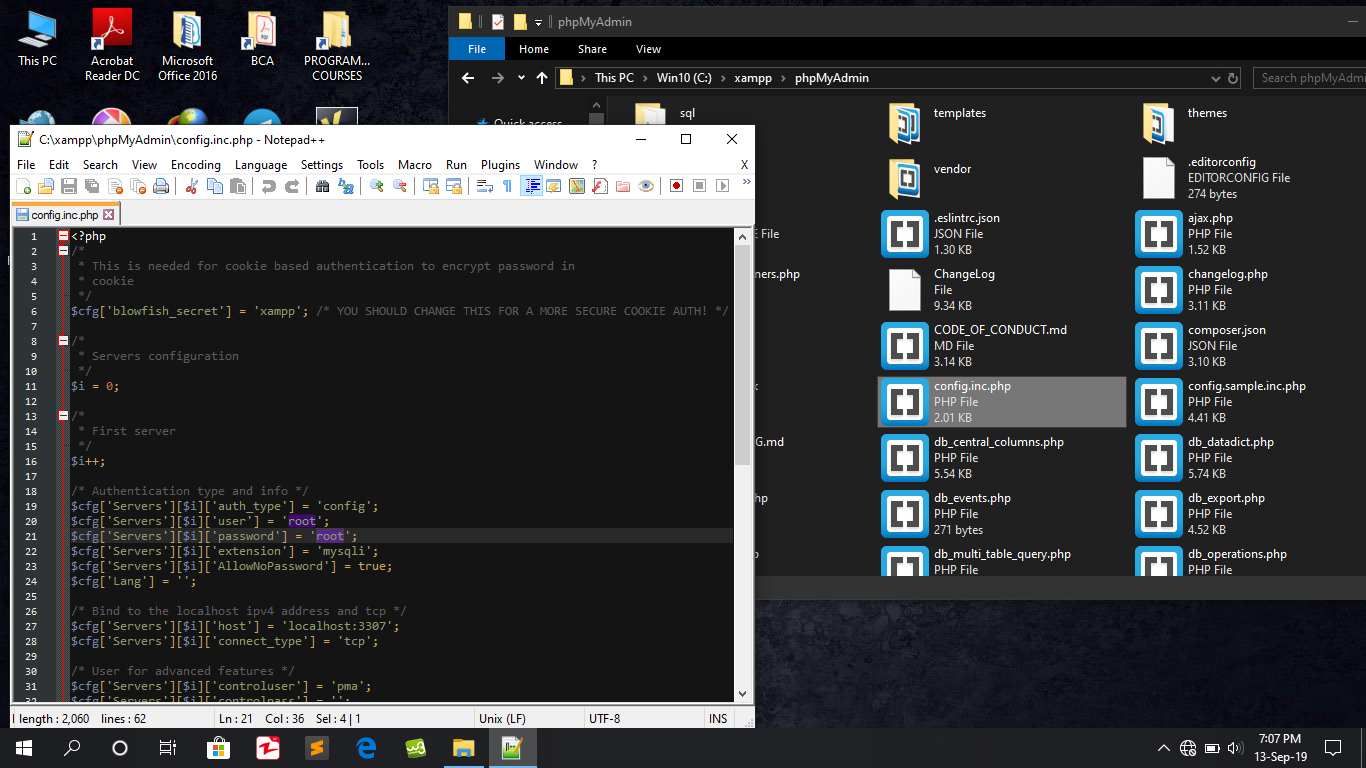 This PC
Acrobat
Reader DC
Microsoft
Office 2016
BCA
PROGRAM...
COURSES
phpMyAdmin
File
Home
Share
View
This PC
Win10 (C:)
xampp
phpMyAdmin
Search phpMyAdmi
Quick access
sql
templates
themes
vendor
.editorconfig
EDITORCONFIG File
274 bytes
E File
.eslintrc.json
JSON File
1.30 KB
ajax.php
PHP File
1.52 KB
ners.php
ChangeLog
File
9.34 KB
changelog.php
PHP File
3.11 KB
CODE_OF_CONDUCT.md
MD File
3.14 KB
composer.json
JSON File
3.10 KB
config.inc.php
PHP File
2.01 KB
config.sample.inc.php
PHP File
4.41 KB
G.md
db_central_columns.php
PHP File
5.54 KB
db_datadict.php
PHP File
5.74 KB
hp
db_events.php
PHP File
271 bytes
db_export.php
PHP File
4.52 KB
db_multi_table_query.php
PHP File
db_operations.php
PHP File
C:\xampp\phpMyAdmin\config.inc.php - Notepad++
File Edit Search View Encoding Language Settings Tools Macro Run Plugins Window ? X
config.inc.php
1 <?php
2 /*
3 * This is needed for cookie based authentication to encrypt password in
4 * cookie
5 */
6 $cfg['blowfish_secret'] = 'xampp'; /* YOU SHOULD CHANGE THIS FOR A MORE SECURE COOKIE AUTH! */
7
8 /*
9 * Servers configuration
10 */
11 $i = 0;
12
13 /*
14 * First server
15 */
16 $i++;
17
18 /* Authentication type and info */
19 $cfg['Servers'][$i]['auth_type'] = 'config';
20 $cfg['Servers'][$i]['user'] = 'root';
21 $cfg['Servers'][$i]['password'] = 'root';
22 $cfg['Servers'][$i]['extension'] = 'mysqli';
23 $cfg['Servers'][$i]['AllowNoPassword'] = true;
24 $cfg['Lang'] = '';
25
26 /* Bind to the localhost ipv4 address and tcp */
27 $cfg['Servers'][$i]['host'] = 'localhost:3307';
28 $cfg['Servers'][$i]['connect_type'] = 'tcp';
29
30 /* User for advanced features */
31 $cfg['Servers'][$i]['controluser'] = 'pma';
32 $cfg['Servers'][$i]['controlpass'] = '';
length : 2,060 lines : 62 Ln : 21 Col : 36 Sel : 4 | 1 Unix (LF) UTF-8 INS
7:07 PM
13-Sep-19